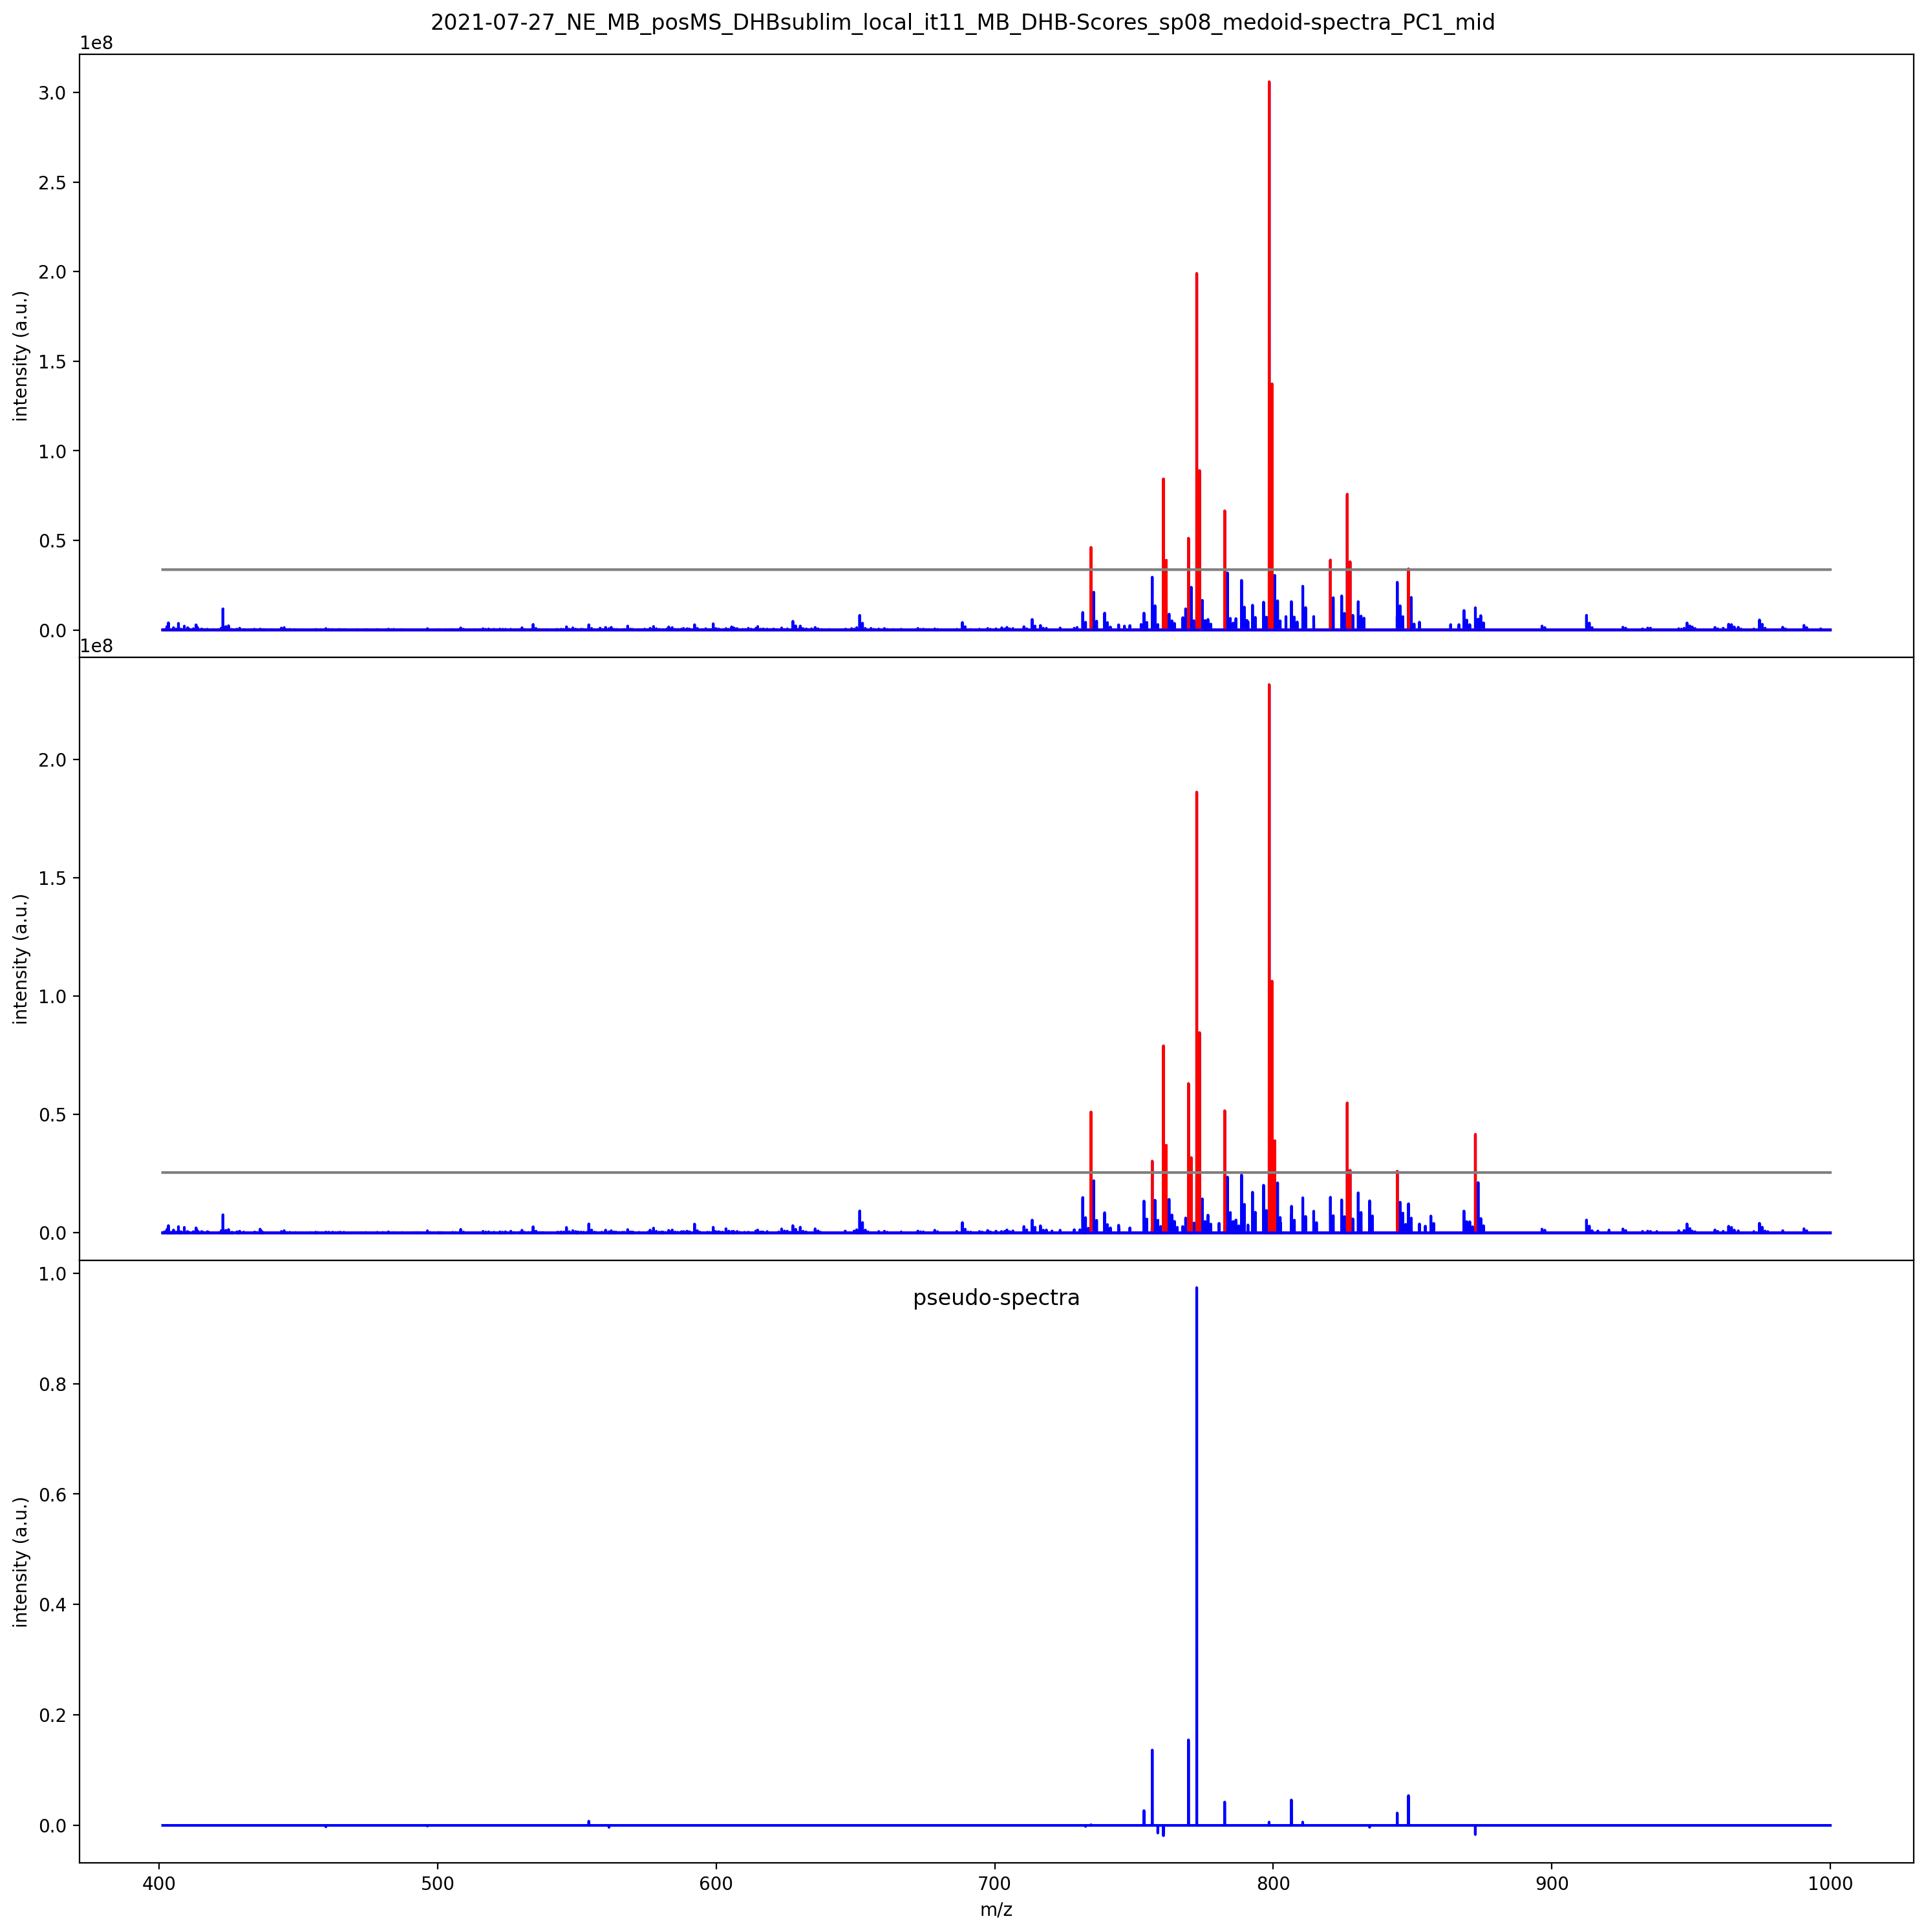 2021-07-27_NE_MB_posMS_DHBsublim_local_it11_MB_DHB-Scores_sp08_medoid-spectra_PC1_mid
1e8
3.0
2.5
2.0
1.5
1.0
0.5
0.0
intensity (a.u.)
1e8
2.0
1.5
1.0
0.5
0.0
intensity (a.u.)
pseudo-spectra
1.0
0.8
0.6
0.4
0.2
0.0
intensity (a.u.)
400 500 600 700 800 900 1000
m/z